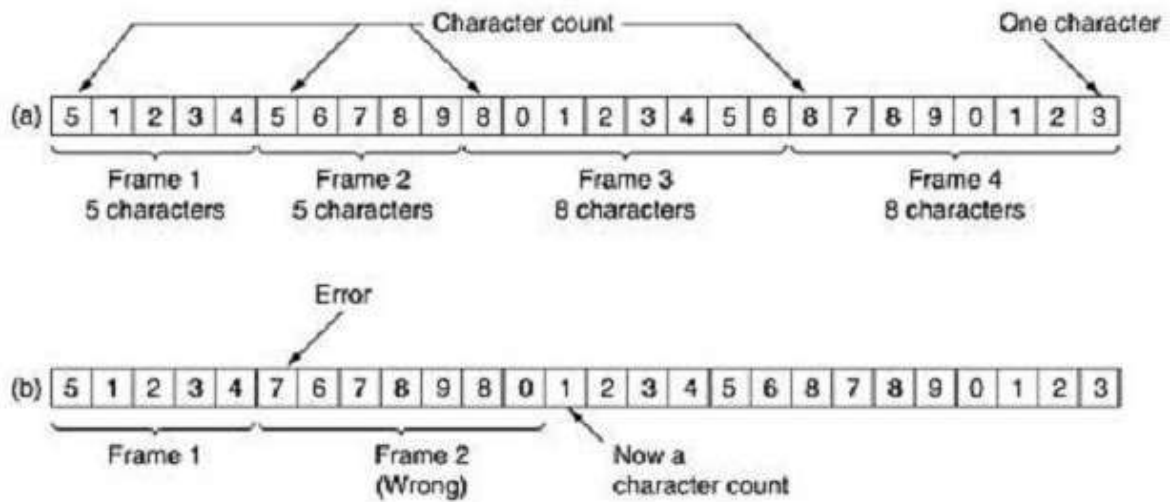 Character count
One character
(a) 5 1 2 3 4 5 6 7 8 9 8 0 1 2 3 4 5 6 8 7 8 9 0 1 2 3
Frame 1 Frame 2 Frame 3 Frame 4
5 characters 5 characters 8 characters 8 characters
Error
(b) 5 1 2 3 4 7 6 7 8 9 8 0 1 2 3 4 5 6 8 7 8 9 0 1 2 3
Frame 1 Frame 2 Now a
(Wrong) character count